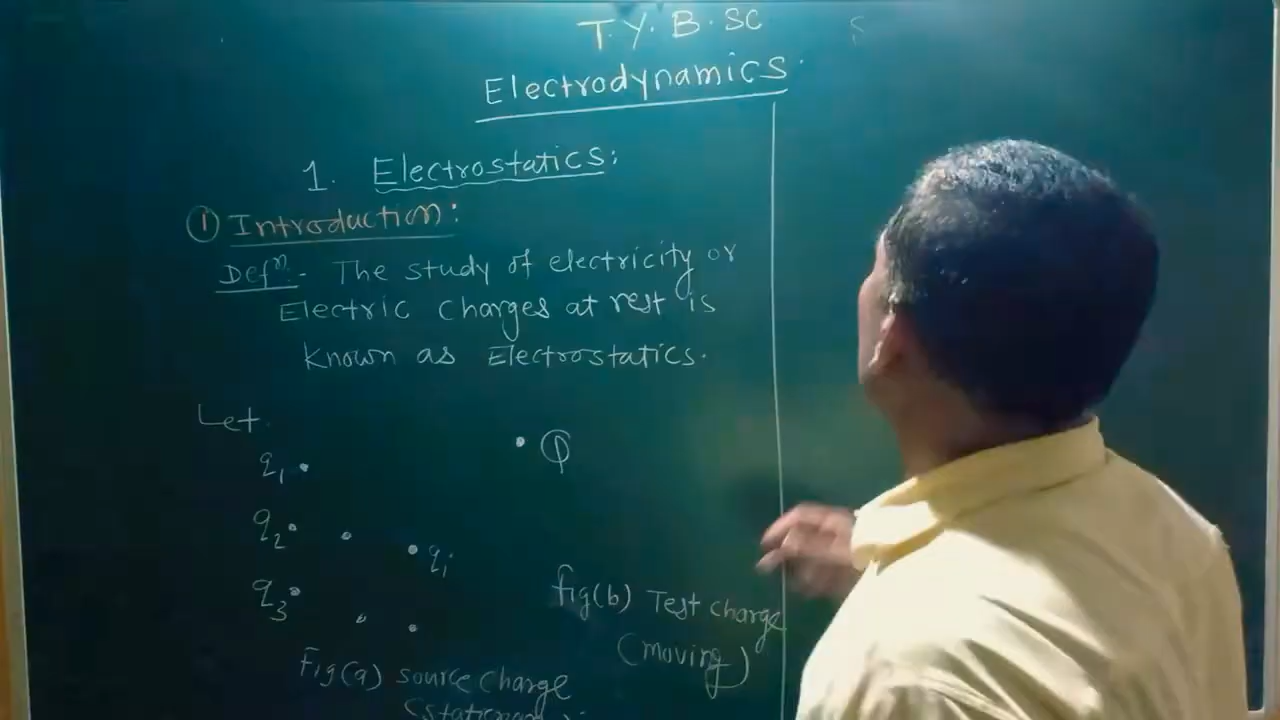 T.Y.B.SC
Electrodynamics.
1. Electrostatics:
① Introduction:
Defⁿ- The study of electricity or
Electric Charges at rest is
known as Electrostatics.
Let
Q
q₁
q₂
qᵢ
q₃
fig(b) Test charge
(moving)
Fig(a) source charge